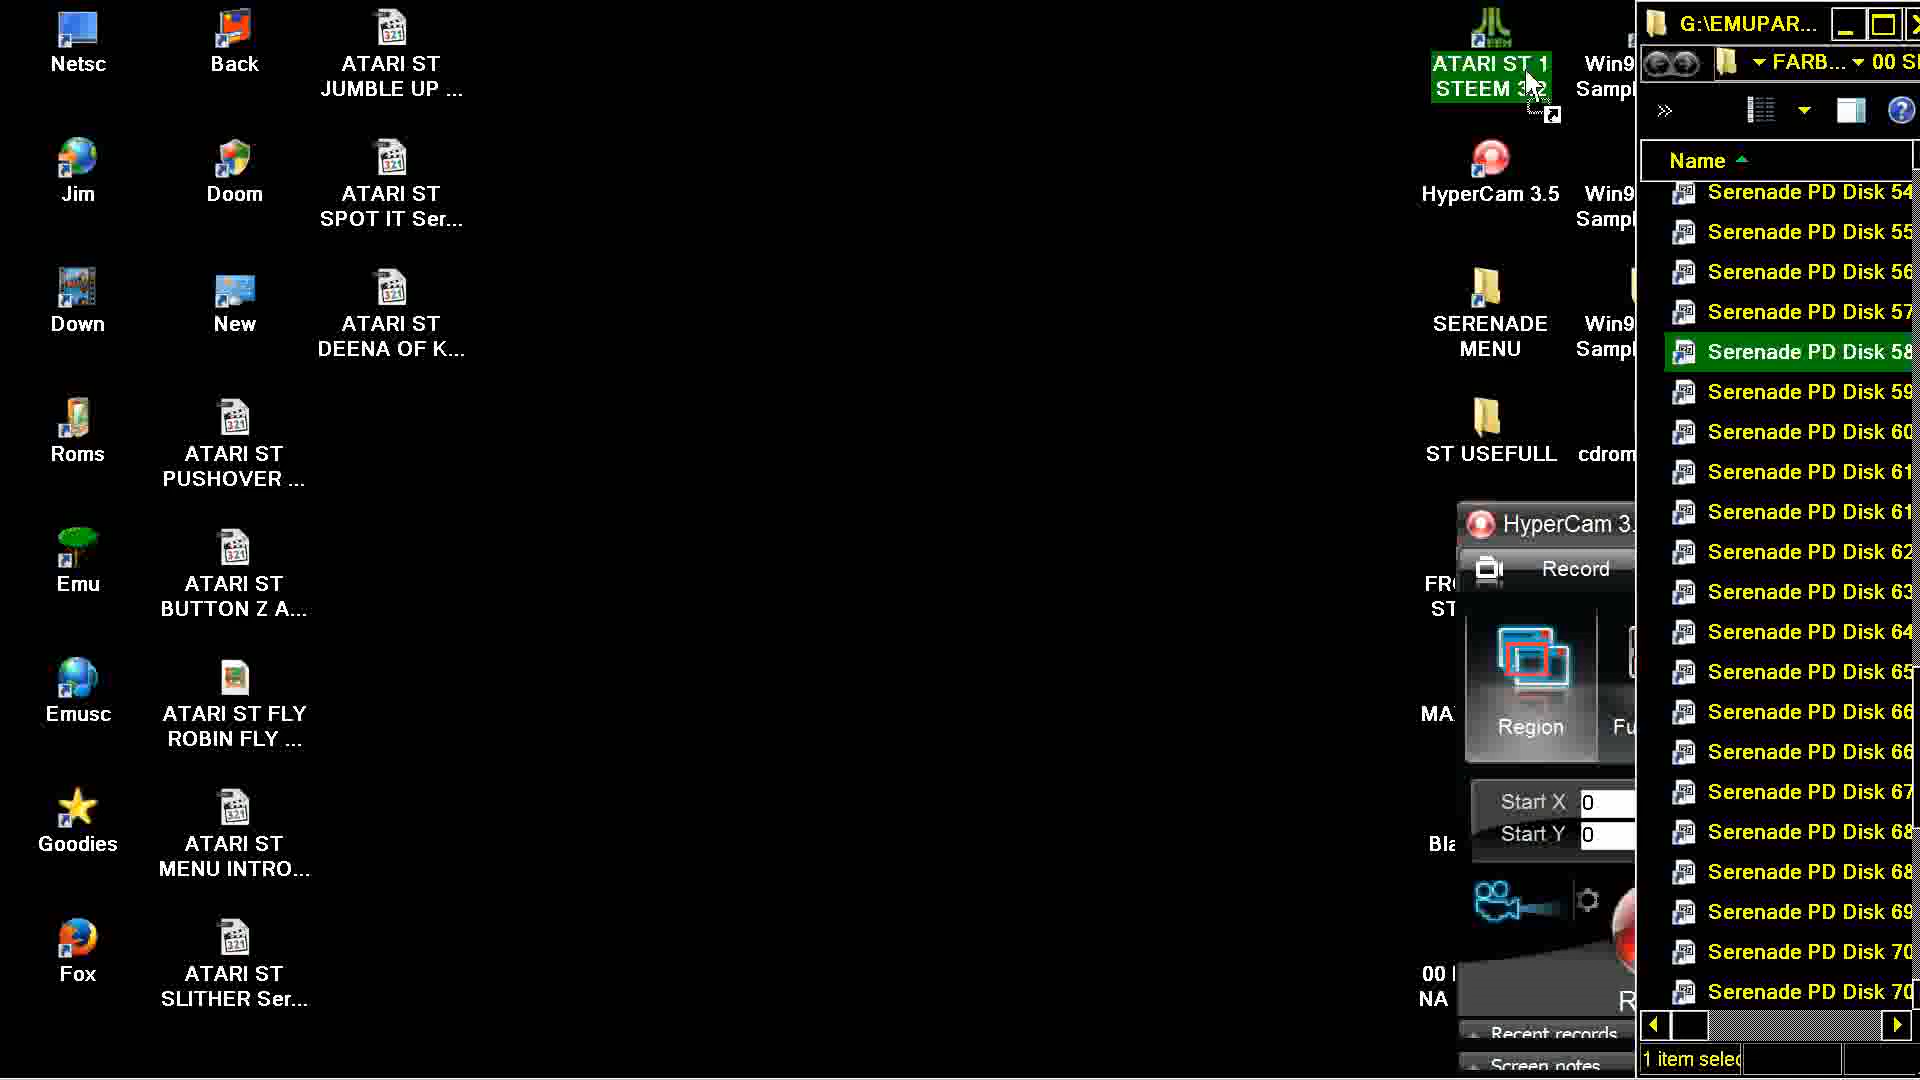 Netsc
Back
ATARI ST
JUMBLE UP ...
Jim
Doom
ATARI ST
SPOT IT Ser...
Down
New
ATARI ST
DEENA OF K...
Roms
ATARI ST
PUSHOVER ...
Emu
ATARI ST
BUTTON Z A...
Emusc
ATARI ST FLY
ROBIN FLY ...
Goodies
ATARI ST
MENU INTRO...
Fox
ATARI ST
SLITHER Ser...
ATARI ST 1
STEEM 3.2
Win9
Sampl
HyperCam 3.5
Win9
Sampl
SERENADE
MENU
Win9
Sampl
ST USEFULL
cdrom
HyperCam 3.
Record
FR
ST
Region
Fu
MA
Start X 0
Start Y 0
Bla
00
NA
R
Recent records
Screen notes
G:\EMUPAR...
FARB... 00 S
Name
Serenade PD Disk 54
Serenade PD Disk 55
Serenade PD Disk 56
Serenade PD Disk 57
Serenade PD Disk 58
Serenade PD Disk 59
Serenade PD Disk 60
Serenade PD Disk 61
Serenade PD Disk 61
Serenade PD Disk 62
Serenade PD Disk 63
Serenade PD Disk 64
Serenade PD Disk 65
Serenade PD Disk 66
Serenade PD Disk 66
Serenade PD Disk 67
Serenade PD Disk 68
Serenade PD Disk 68
Serenade PD Disk 69
Serenade PD Disk 70
Serenade PD Disk 70
1 item selec